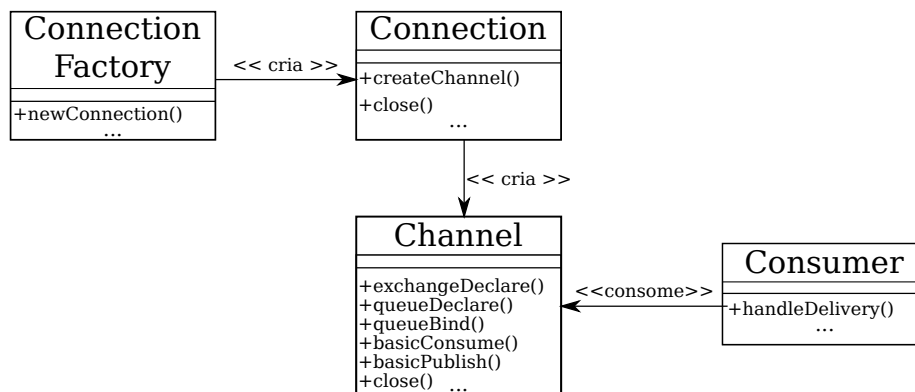 Connection
Factory
+newConnection()
...
<< cria >>
Connection
+createChannel()
+close()
...
<< cria >>
Channel
+exchangeDeclare()
+queueDeclare()
+queueBind()
+basicConsume()
+basicPublish()
+close()
...
<<consome>>
Consumer
+handleDelivery()
...